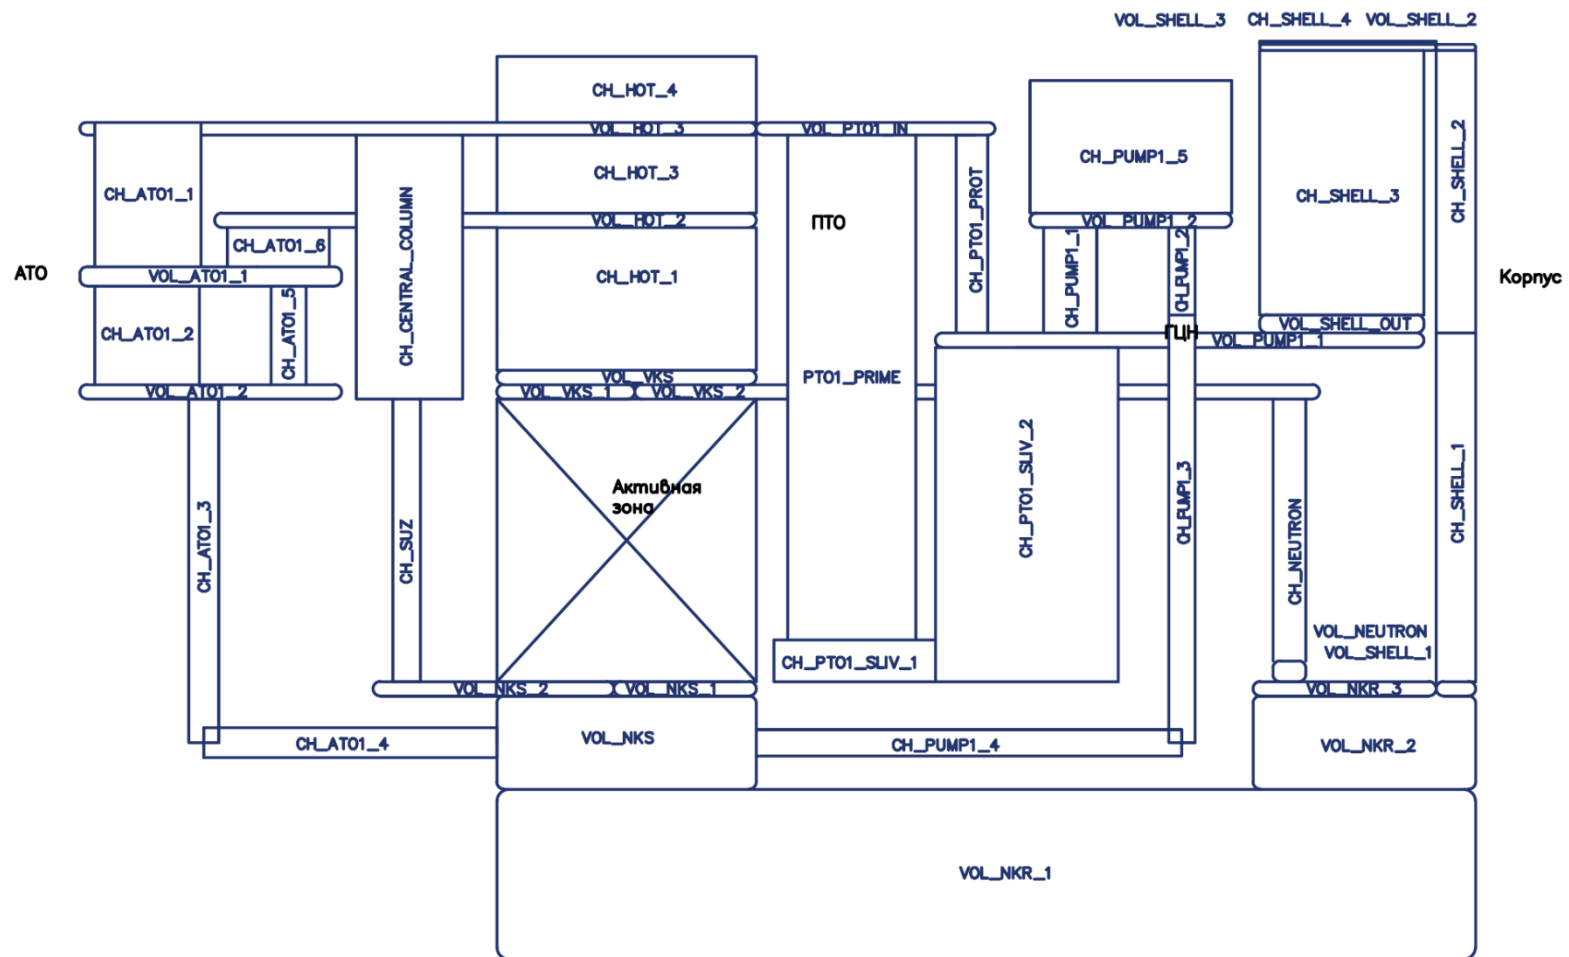 VOL_SHELL_3 CH_SHELL_4 VOL_SHELL_2
CH_HOT_4
VOL_HOT_3
VOL_PTO1_IN
CH_PUMP1_5
CH_SHELL_2
CH_HOT_3
CH_ATO1_1
CH_SHELL_3
CH_CENTRAL_COLUMN
VOL_HOT_2
ПТО
CH_PTO1_PROT
VOL_PUMP1_2
CH_ATO1_6
CH_PUMP1_1
CH_PUMP1_2
АТО
VOL_ATO1_1
CH_HOT_1
Корпус
CH_ATO1_2
CH_ATO1_5
VOL_SHELL_OUT
ГЦН
VOL_PUMP1_1
VOL_VKS
PTO1_PRIME
VOL_ATO1_2
VOL_VKS_1
VOL_VKS_2
Активная
зона
CH_PTO1_SLIV_2
CH_PUMP1_3
CH_SHELL_1
CH_ATO1_3
CH_SUZ
CH_NEUTRON
VOL_NEUTRON
VOL_SHELL_1
CH_PTO1_SLIV_1
VOL_NKS_2
VOL_NKS_1
VOL_NKR_3
CH_ATO1_4
VOL_NKS
CH_PUMP1_4
VOL_NKR_2
VOL_NKR_1